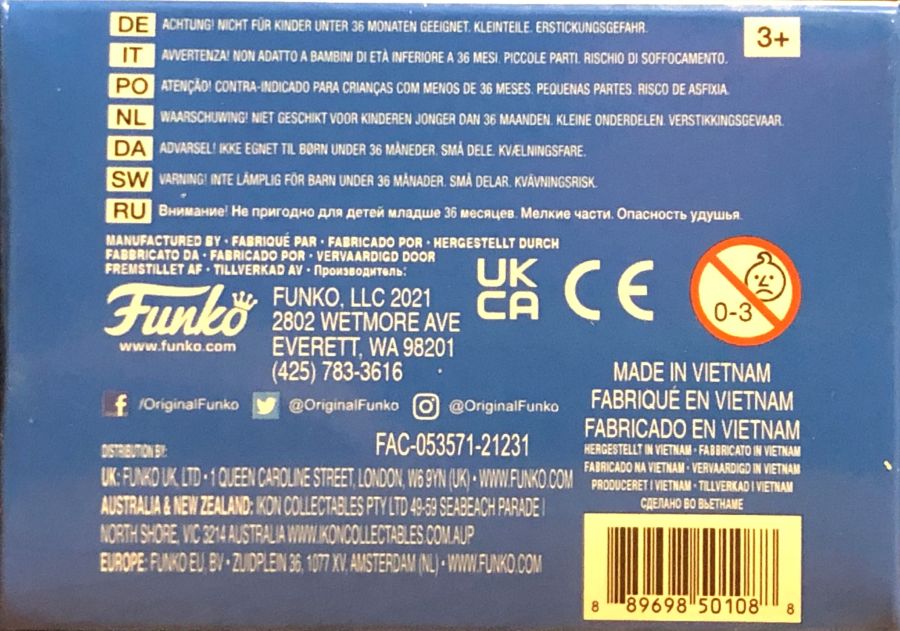 DE ACHTUNG! NICHT FÜR KINDER UNTER 36 MONATEN GEEIGNET. KLEINTEILE. ERSTICKUNGSGEFAHR.
3+
IT AVVERTENZA! NON ADATTO A BAMBINI DI ETÀ INFERIORE A 36 MESI. PICCOLE PARTI. RISCHIO DI SOFFOCAMENTO.
PO ATENÇÃO! CONTRA-INDICADO PARA CRIANÇAS COM MENOS DE 36 MESES. PEQUENAS PARTES. RISCO DE ASFIXIA.
NL WAARSCHUWING! NIET GESCHIKT VOOR KINDEREN JONGER DAN 36 MAANDEN. KLEINE ONDERDELEN. VERSTIKKINGSGEVAAR.
DA ADVARSEL! IKKE EGNET TIL BØRN UNDER 36 MÅNEDER. SMÅ DELE. KVÆLNINGSFARE.
SW VARNING! INTE LÄMPLIG FÖR BARN UNDER 36 MÅNADER. SMÅ DELAR. KVÄVNINGSRISK.
RU Внимание! Не пригодно для детей младше 36 месяцев. Мелкие части. Опасность удушья.
MANUFACTURED BY · FABRIQUÉ PAR · FABRICADO POR · HERGESTELLT DURCH
FABBRICATO DA · FABRICADO POR · VERVAARDIGD DOOR
FREMSTILLET AF · TILLVERKAD AV · Производитель:
Funko
www.funko.com
FUNKO, LLC 2021
2802 WETMORE AVE
EVERETT, WA 98201
(425) 783-3616
UK
CA
CE
0-3
/OriginalFunko @OriginalFunko @OriginalFunko
MADE IN VIETNAM
FABRIQUÉ EN VIETNAM
FABRICADO EN VIETNAM
HERGESTELLT IN VIETNAM · FABBRICATO IN VIETNAM
FABRICADO NA VIETNAM · VERVAARDIGD IN VIETNAM
PRODUCERET I VIETNAM · TILLVERKAD I VIETNAM
СДЕЛАНО ВО ВЬЕТНАМЕ
FAC-053571-21231
DISTRIBUTION BY:
UK: FUNKO UK, LTD · 1 QUEEN CAROLINE STREET, LONDON, W6 9YN (UK) · WWW.FUNKO.COM
AUSTRALIA & NEW ZEALAND: IKON COLLECTABLES PTY LTD 49-59 SEABEACH PARADE |
NORTH SHORE, VIC 3214 AUSTRALIA WWW.IKONCOLLECTABLES.COM.AUP
EUROPE: FUNKO EU, BV · ZUIDPLEIN 36, 1077 XV, AMSTERDAM (NL) · WWW.FUNKO.COM
8 89698 50108 8